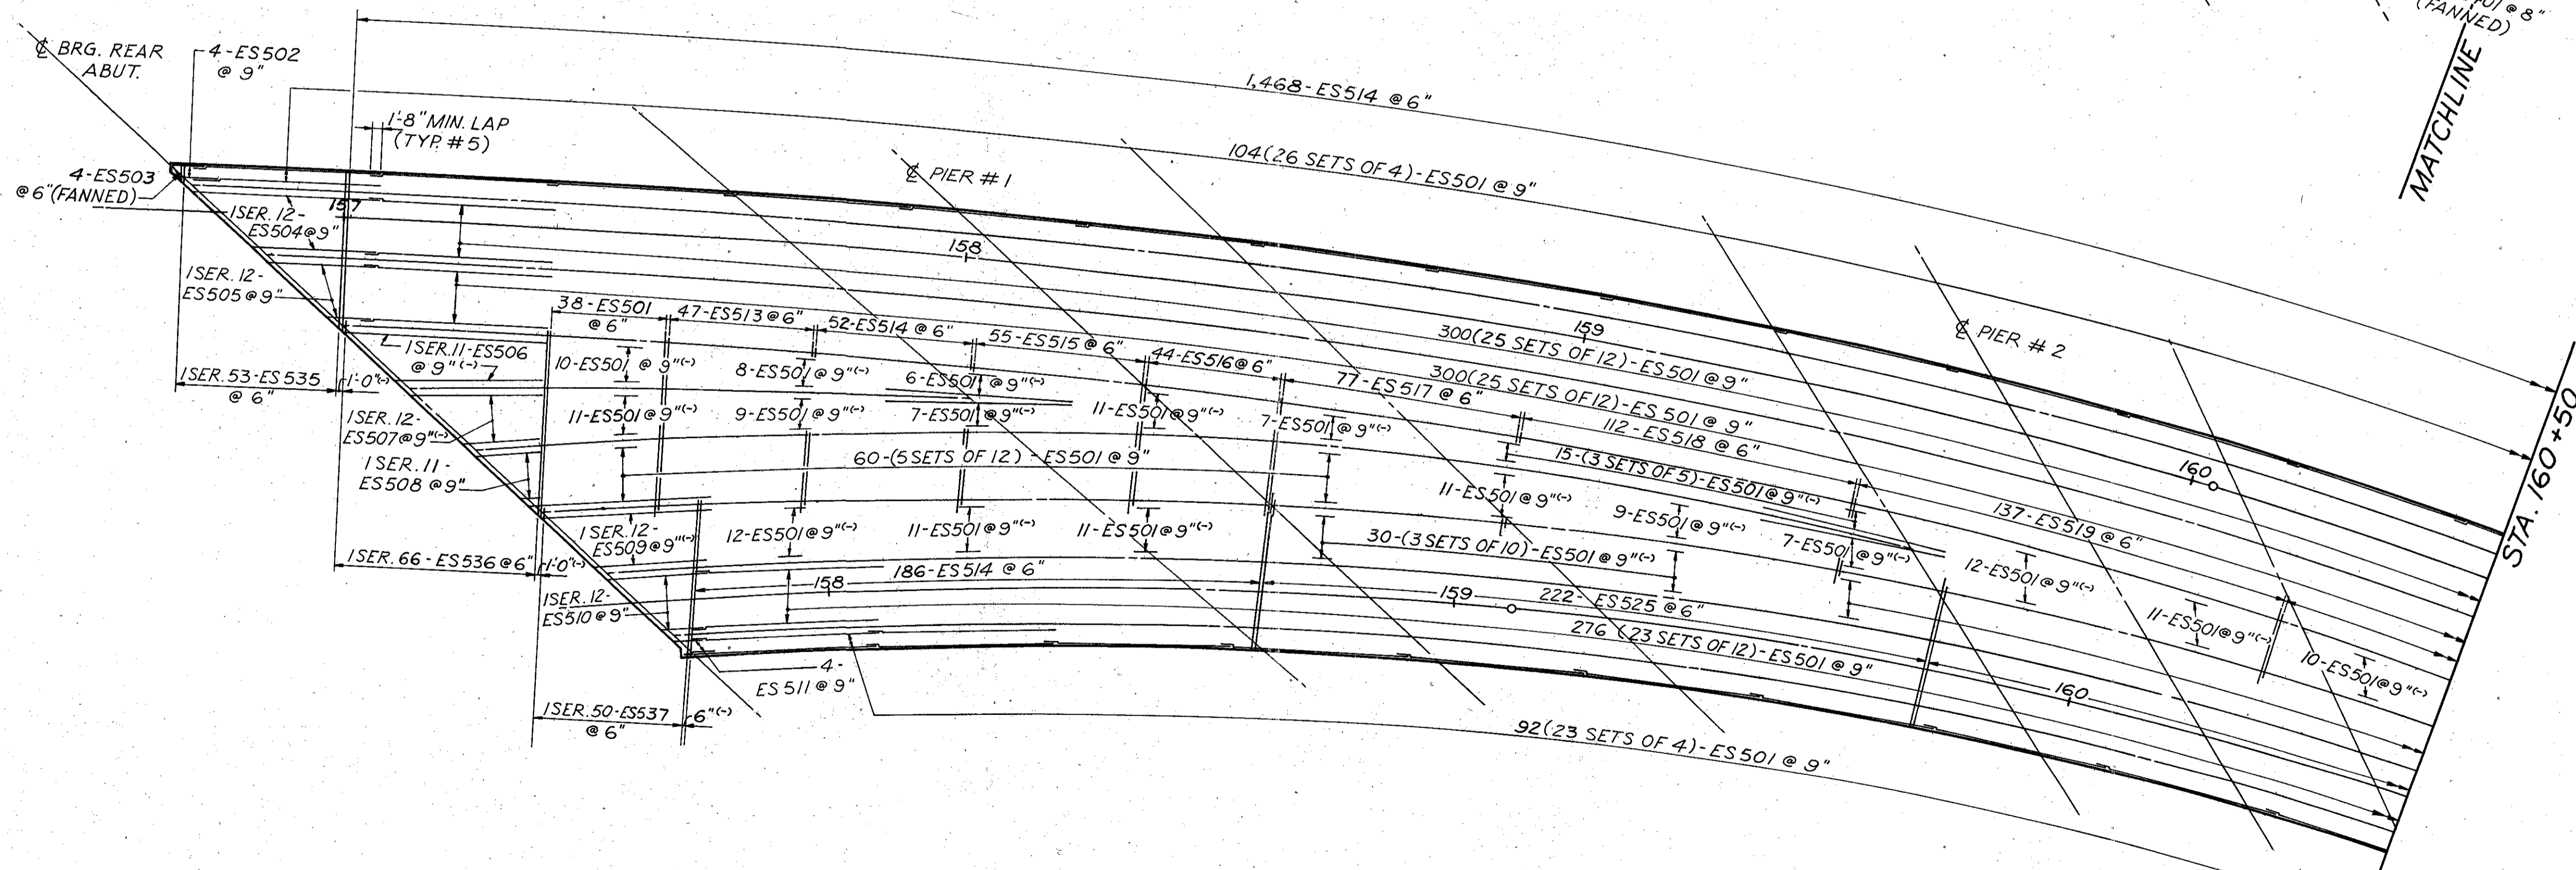 01 @ 8"
(FANNED)
MATCHLINE
℄ BRG. REAR
ABUT.
4-ES502
@ 9"
1,468-ES514 @ 6"
1'-8" MIN. LAP
(TYP. #5)
104(26 SETS OF 4)-ES501 @ 9"
4-ES503
@ 6"(FANNED)
℄ PIER #1
1 SER. 12-
ES504@9"
157
158
1 SER. 12-
ES505@9"
38-ES501
@ 6"
47-ES513@6"
52-ES514 @ 6"
55-ES515@6"
44-ES516@6"
77-ES517 @ 6"
112-ES518 @ 6"
137-ES519 @ 6"
159
300(25 SETS OF 12)-ES501@9"
300(25 SETS OF 12)-ES501 @ 9"
℄ PIER #2
160
STA. 160+50
1 SER. 11-ES506
@ 9"(-)
10-ES501 @ 9"(-)
8-ES501@9"(-)
6-ES501@9"(-)
1 SER. 53-ES535
@ 6"
1'-0"(-)
1 SER. 12-
ES507@9"(-)
11-ES501@9"(-)
9-ES501@9"(-)
7-ES501@9"(-)
11-ES501@9"(-)
7-ES501@9"(-)
15-(3 SETS OF 5)-ES501@9"(-)
60-(5 SETS OF 12)-ES501@9"
1 SER. 11-
ES508@9"
11-ES501@9"(-)
9-ES501@9"(-)
7-ES501@9"(-)
12-ES501@9"(-)
11-ES501@9"(-)
10-ES501@9"(-)
1 SER. 12-
ES509@9"(-)
12-ES501@9"(-)
11-ES501@9"(-)
11-ES501@9"(-)
30-(3 SETS OF 10)-ES501@9"(-)
1 SER. 66-ES536@6"
1'-0"(-)
186-ES514 @ 6"
158
159
222-ES525@6"
276 (23 SETS OF 12)-ES501 @ 9"
160
1 SER. 12-
ES510@9"
4-
ES511@9"
1 SER. 50-ES537
@ 6"
6"(-)
92(23 SETS OF 4)-ES501 @ 9"